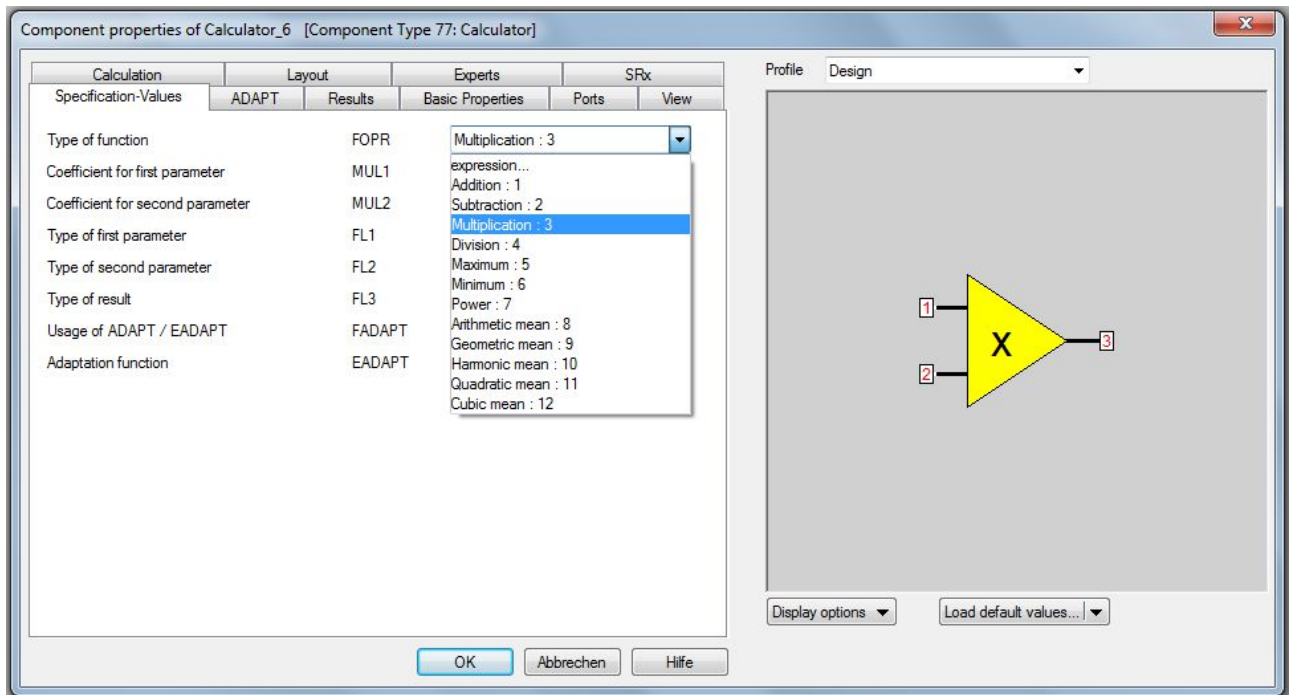 Component properties of Calculator_6 [Component Type 77: Calculator]
Calculation Layout Experts SRx
Specification-Values ADAPT Results Basic Properties Ports View
Profile Design
Type of function FOPR Multiplication : 3
Coefficient for first parameter MUL1
Coefficient for second parameter MUL2
Type of first parameter FL1
Type of second parameter FL2
Type of result FL3
Usage of ADAPT / EADAPT FADAPT
Adaptation function EADAPT
expression...
Addition : 1
Subtraction : 2
Multiplication : 3
Division : 4
Maximum : 5
Minimum : 6
Power : 7
Arithmetic mean : 8
Geometric mean : 9
Harmonic mean : 10
Quadratic mean : 11
Cubic mean : 12
1
X
3
2
Display options Load default values...
OK Abbrechen Hilfe